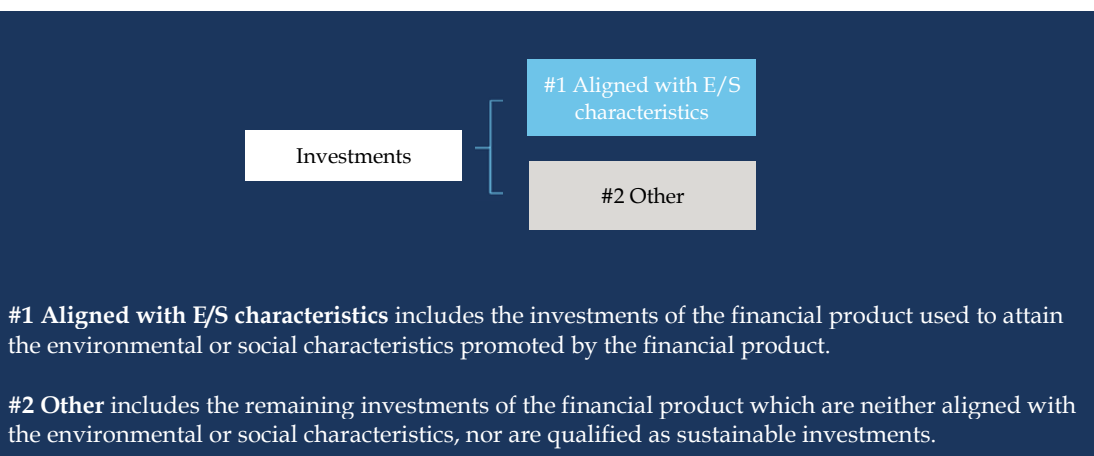 #1 Aligned with E/S
characteristics
Investments
#2 Other
#1 Aligned with E/S characteristics includes the investments of the financial product used to attain
the environmental or social characteristics promoted by the financial product.
#2 Other includes the remaining investments of the financial product which are neither aligned with
the environmental or social characteristics, nor are qualified as sustainable investments.